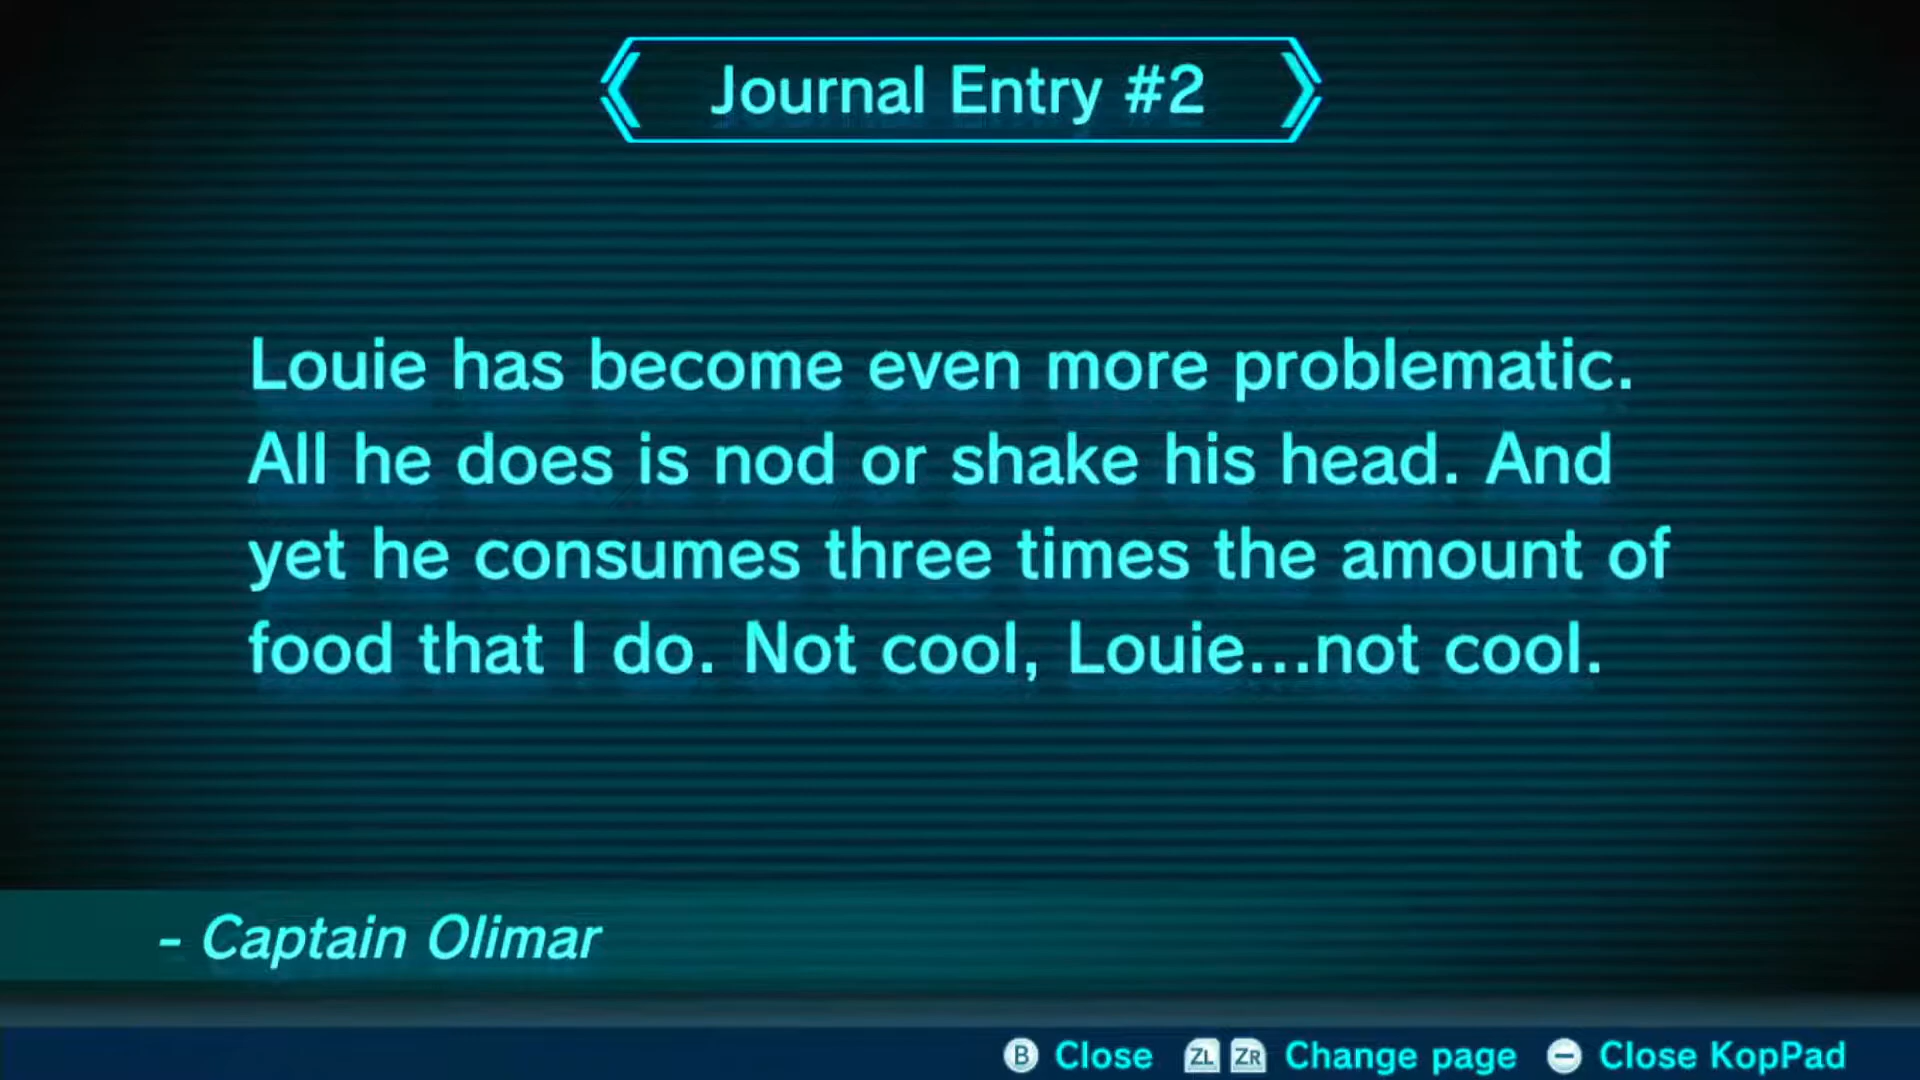 Journal Entry #2
Louie has become even more problematic.
All he does is nod or shake his head. And
yet he consumes three times the amount of
food that I do. Not cool, Louie...not cool.
- Captain Olimar
B Close ZL ZR Change page − Close KopPad